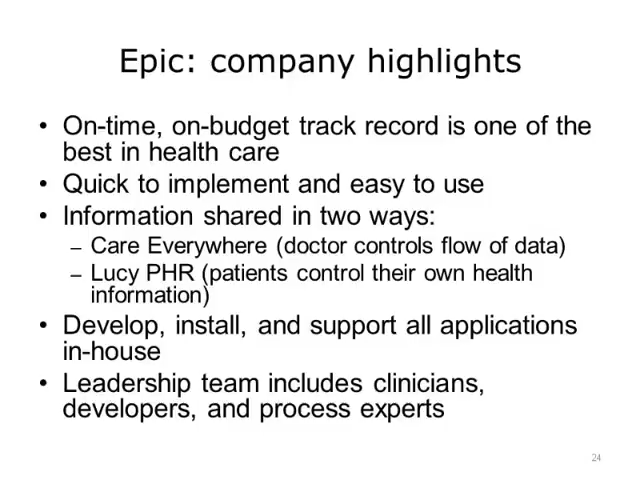 Epic: company highlights
• On-time, on-budget track record is one of the
best in health care
• Quick to implement and easy to use
• Information shared in two ways:
– Care Everywhere (doctor controls flow of data)
– Lucy PHR (patients control their own health
information)
• Develop, install, and support all applications
in-house
• Leadership team includes clinicians,
developers, and process experts
24